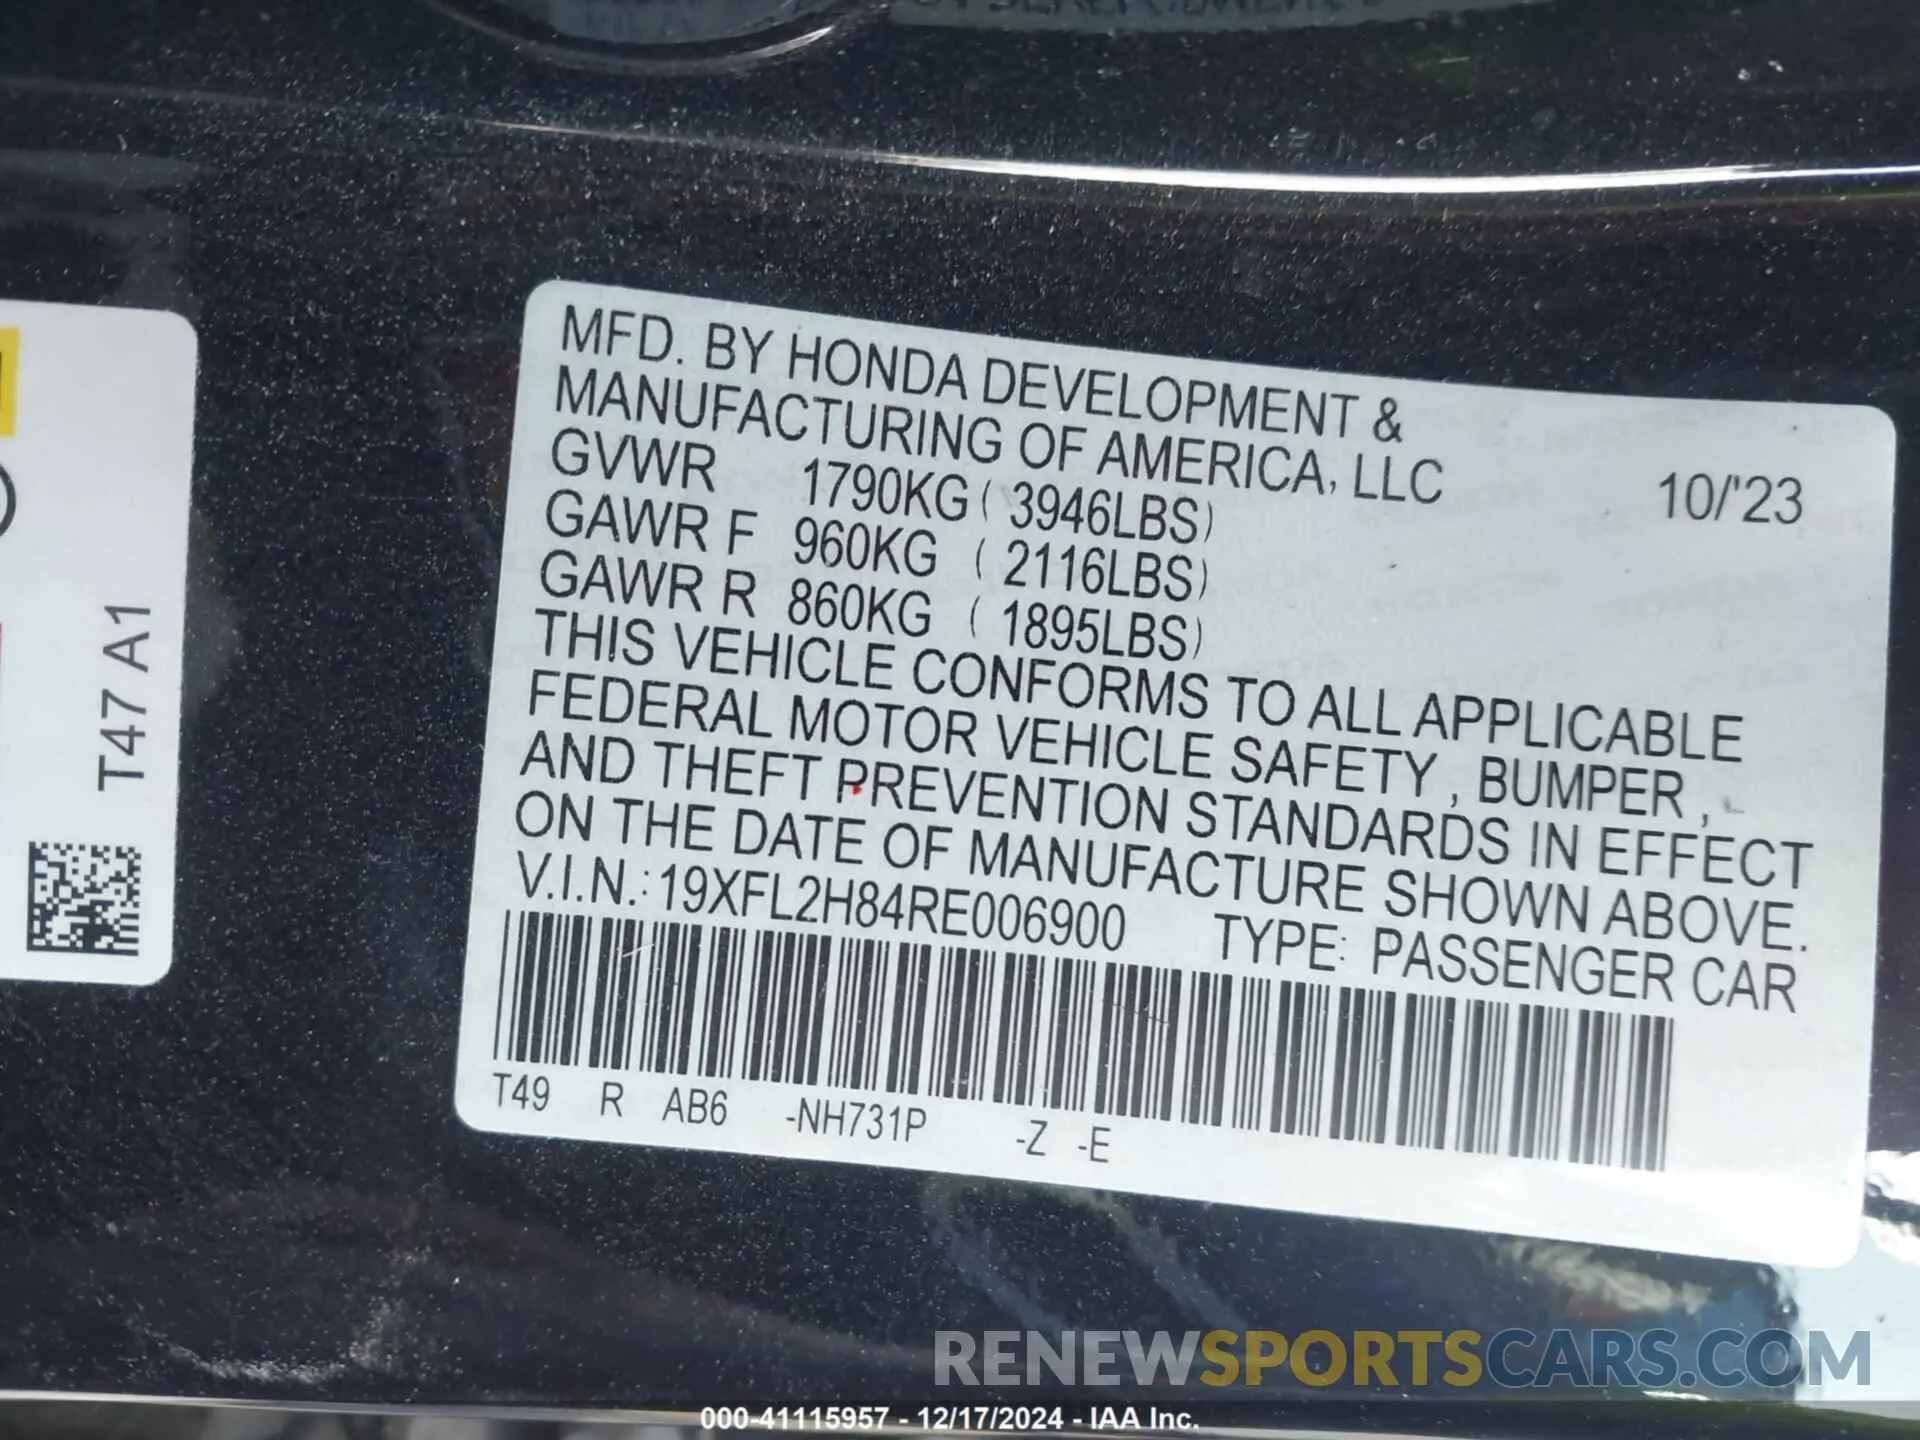 MFD. BY HONDA DEVELOPMENT &
MANUFACTURING OF AMERICA, LLC 10/'23
GVWR 1790KG( 3946LBS)
GAWR F 960KG ( 2116LBS)
GAWR R 860KG ( 1895LBS)
THIS VEHICLE CONFORMS TO ALL APPLICABLE
FEDERAL MOTOR VEHICLE SAFETY , BUMPER ,
AND THEFT PREVENTION STANDARDS IN EFFECT
ON THE DATE OF MANUFACTURE SHOWN ABOVE.
V.I.N.: 19XFL2H84RE006900 TYPE: PASSENGER CAR
T49 R AB6 -NH731P -Z -E
T47 A1
RENEWSPORTSCARS.COM
000-41115957 - 12/17/2024 - IAA Inc.